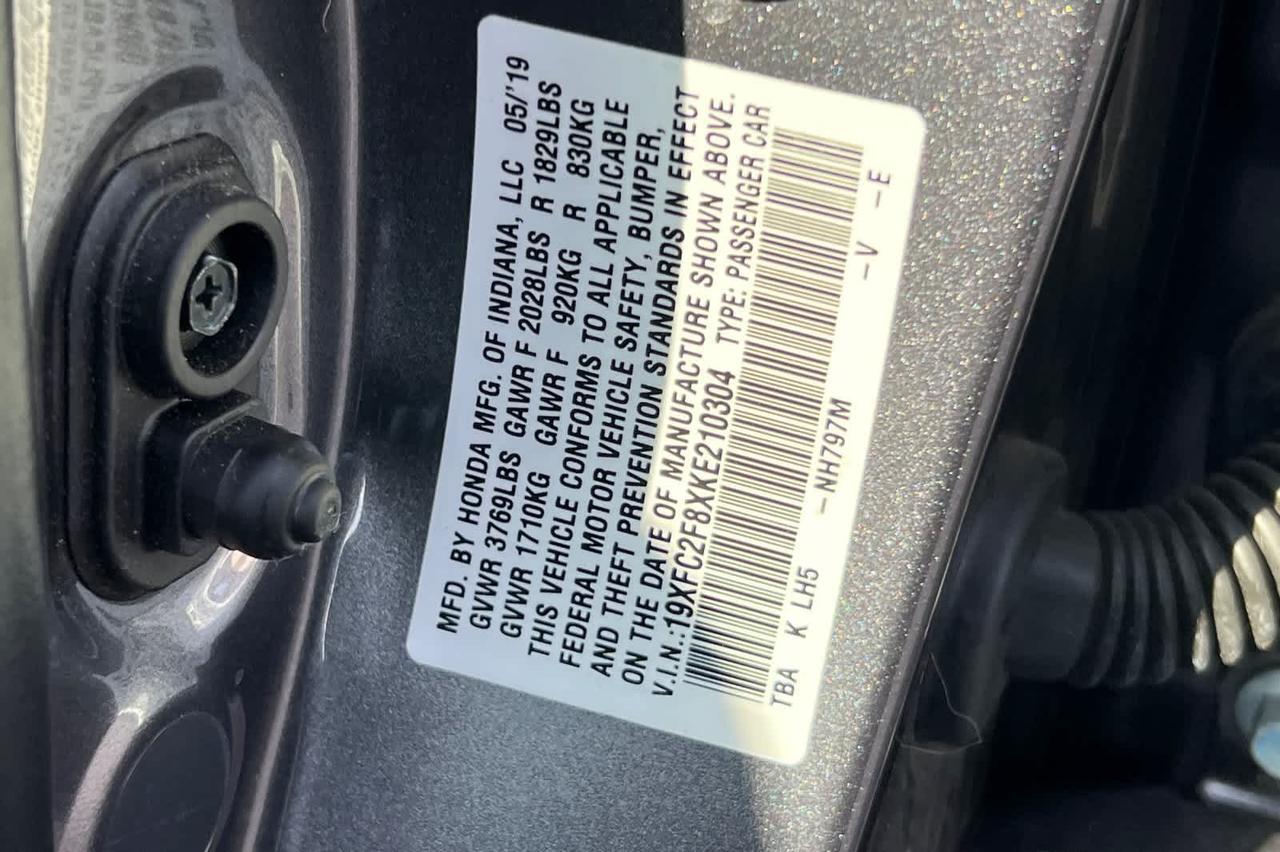 MFD. BY HONDA MFG. OF INDIANA, LLC 05/'19
GVWR 3769LBS GAWR F 2028LBS R 1829LBS
GVWR 1710KG GAWR F 920KG R 830KG
THIS VEHICLE CONFORMS TO ALL APPLICABLE
FEDERAL MOTOR VEHICLE SAFETY, BUMPER,
AND THEFT PREVENTION STANDARDS IN EFFECT
ON THE DATE OF MANUFACTURE SHOWN ABOVE.
V.I.N.:19XFC2F8XKE210304 TYPE: PASSENGER CAR
TBA K LH5 -NH797M -V -E